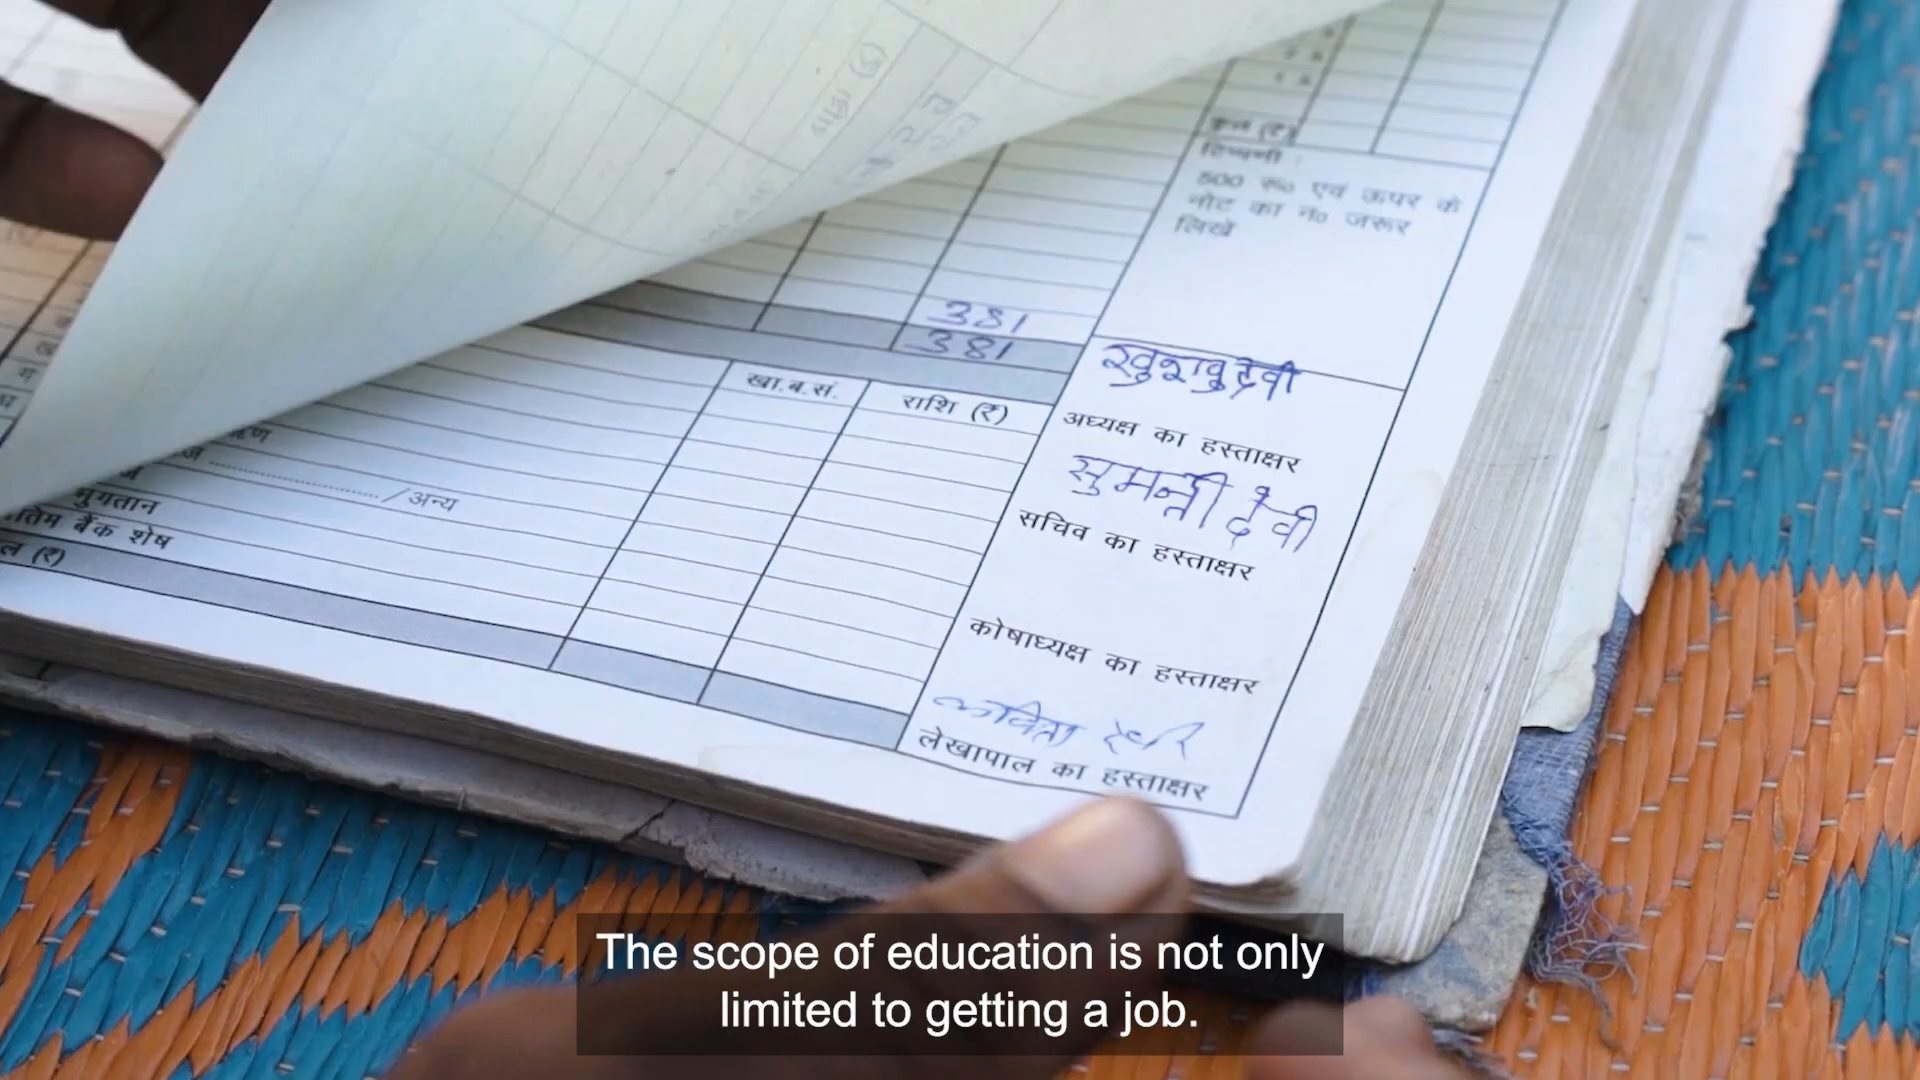 कुल (₹)
टिप्पणी :
500 रू० एवं ऊपर के
नोट का न० जरूर
लिखें
381
381
खुशबु देवी
अध्यक्ष का हस्ताक्षर
खा.ब.सं.
राशि (₹)
सुमन्ती देवी
सचिव का हस्ताक्षर
/ अन्य
भुगतान
बैंक शेष
(₹)
कोषाध्यक्ष का हस्ताक्षर
कविता
लेखापाल का हस्ताक्षर
The scope of education is not only
limited to getting a job.